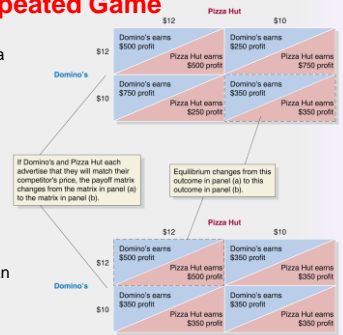 peated Game
Pizza Hut
$12 $10
a
Domino's
$12
Domino's earns
$500 profit
Pizza Hut earns
$500 profit
Domino's earns
$250 profit
Pizza Hut earns
$750 profit
$10
Domino's earns
$750 profit
Pizza Hut earns
$250 profit
Domino's earns
$350 profit
Pizza Hut earns
$350 profit
If Domino's and Pizza Hut each
advertise that they will match their
competitor's price, the payoff matrix
changes from the matrix in panel (a)
to the matrix in panel (b).
Equilibrium changes from this
outcome in panel (a) to this
outcome in panel (b).
Pizza Hut
$12 $10
an
Domino's
$12
Domino's earns
$500 profit
Pizza Hut earns
$500 profit
Domino's earns
$350 profit
Pizza Hut earns
$350 profit
$10
Domino's earns
$350 profit
Pizza Hut earns
$350 profit
Domino's earns
$350 profit
Pizza Hut earns
$350 profit